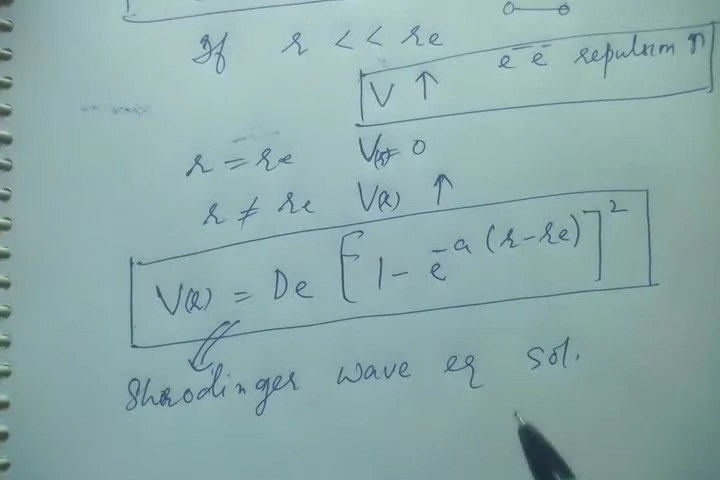 If r << re
e⁻ e⁻ repulsion n
V ↑
r = re V(r)= 0
r ≠ re V(r) ↑
V(r) = De [1 - e^-a (r-re)]^2
Shrodinger wave eq sol.